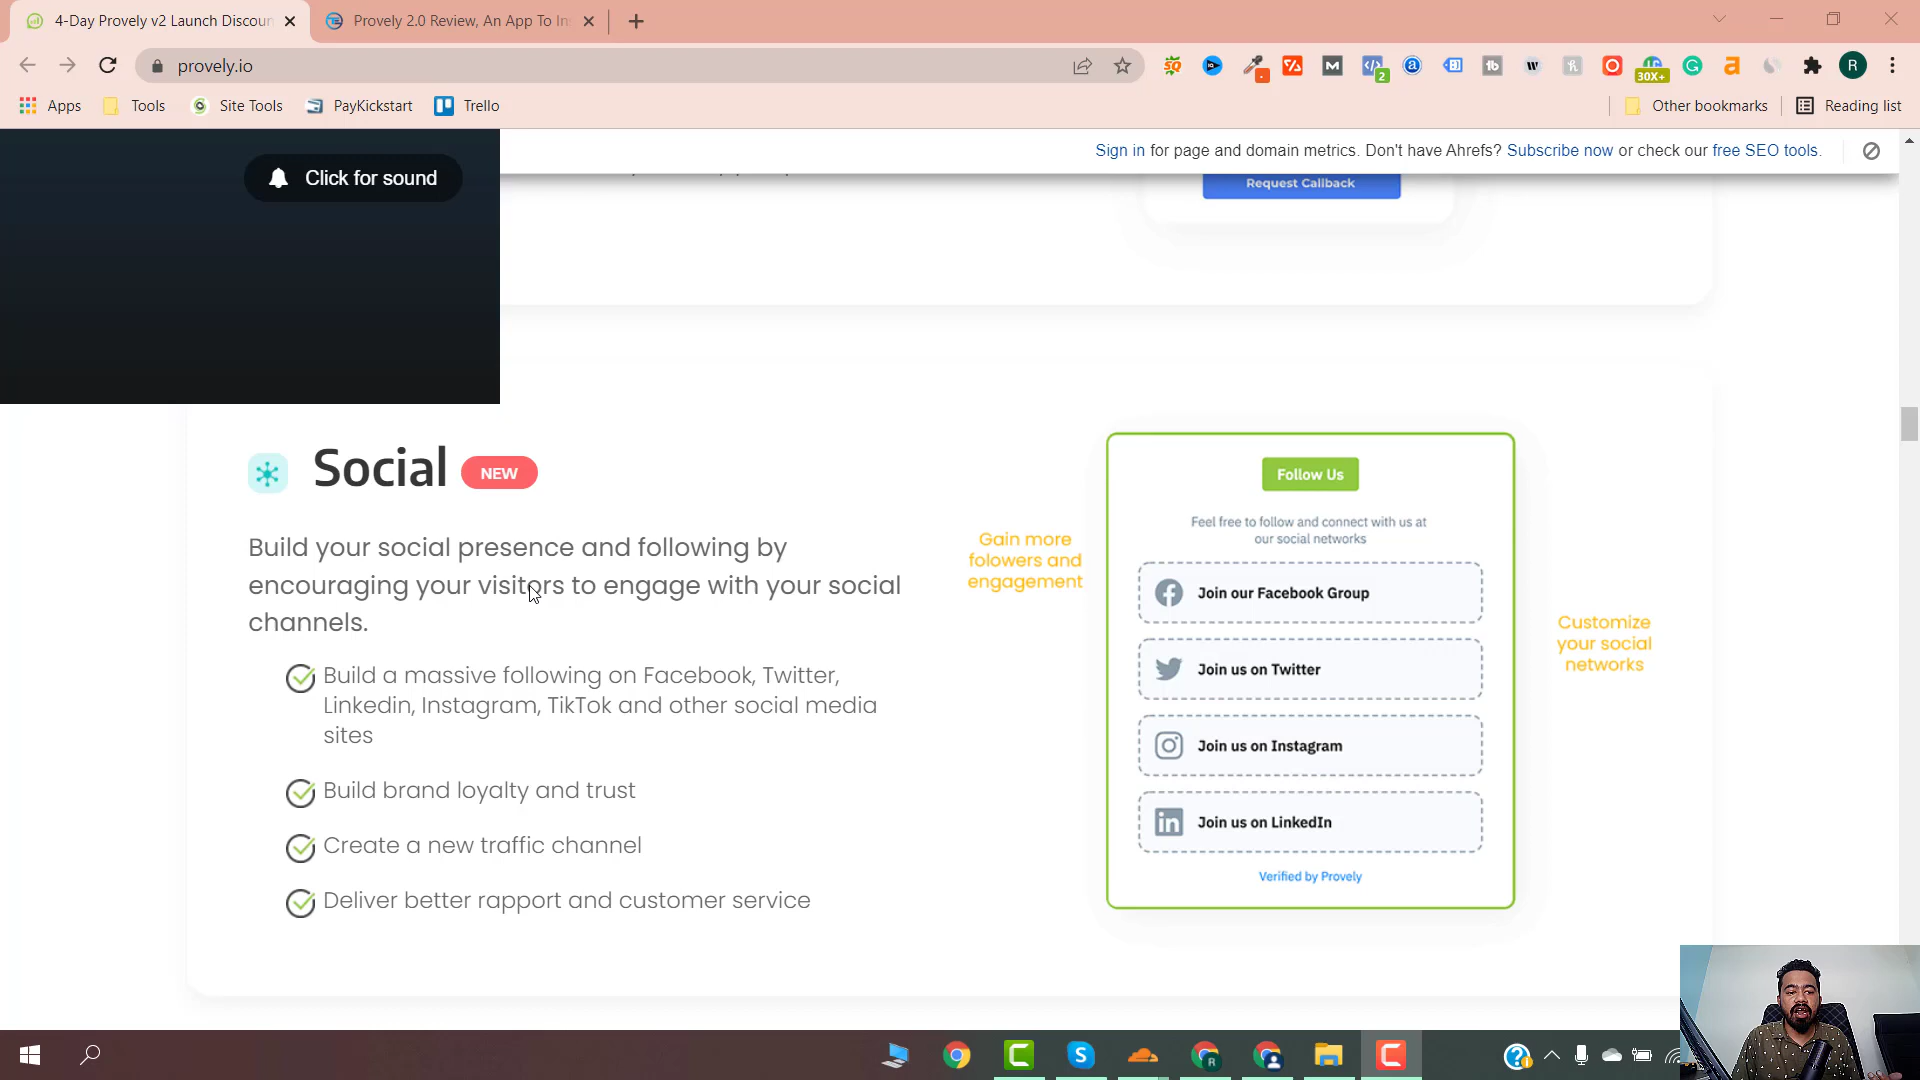 4-Day Provely v2 Launch Discoun
Provely 2.0 Review, An App To In
provely.io
2
30X+
R
Apps
Tools
Site Tools
PayKickstart
Trello
Other bookmarks
Reading list
Click for sound
Sign in for page and domain metrics. Don't have Ahrefs? Subscribe now or check our free SEO tools.
Request Callback
Social NEW
Build your social presence and following by
encouraging your visitors to engage with your social
channels.
Build a massive following on Facebook, Twitter,
Linkedin, Instagram, TikTok and other social media
sites
Build brand loyalty and trust
Create a new traffic channel
Deliver better rapport and customer service
Gain more
folowers and
engagement
Follow Us
Feel free to follow and connect with us at
our social networks
Join our Facebook Group
Join us on Twitter
Join us on Instagram
Join us on LinkedIn
Verified by Provely
Customize
your social
networks